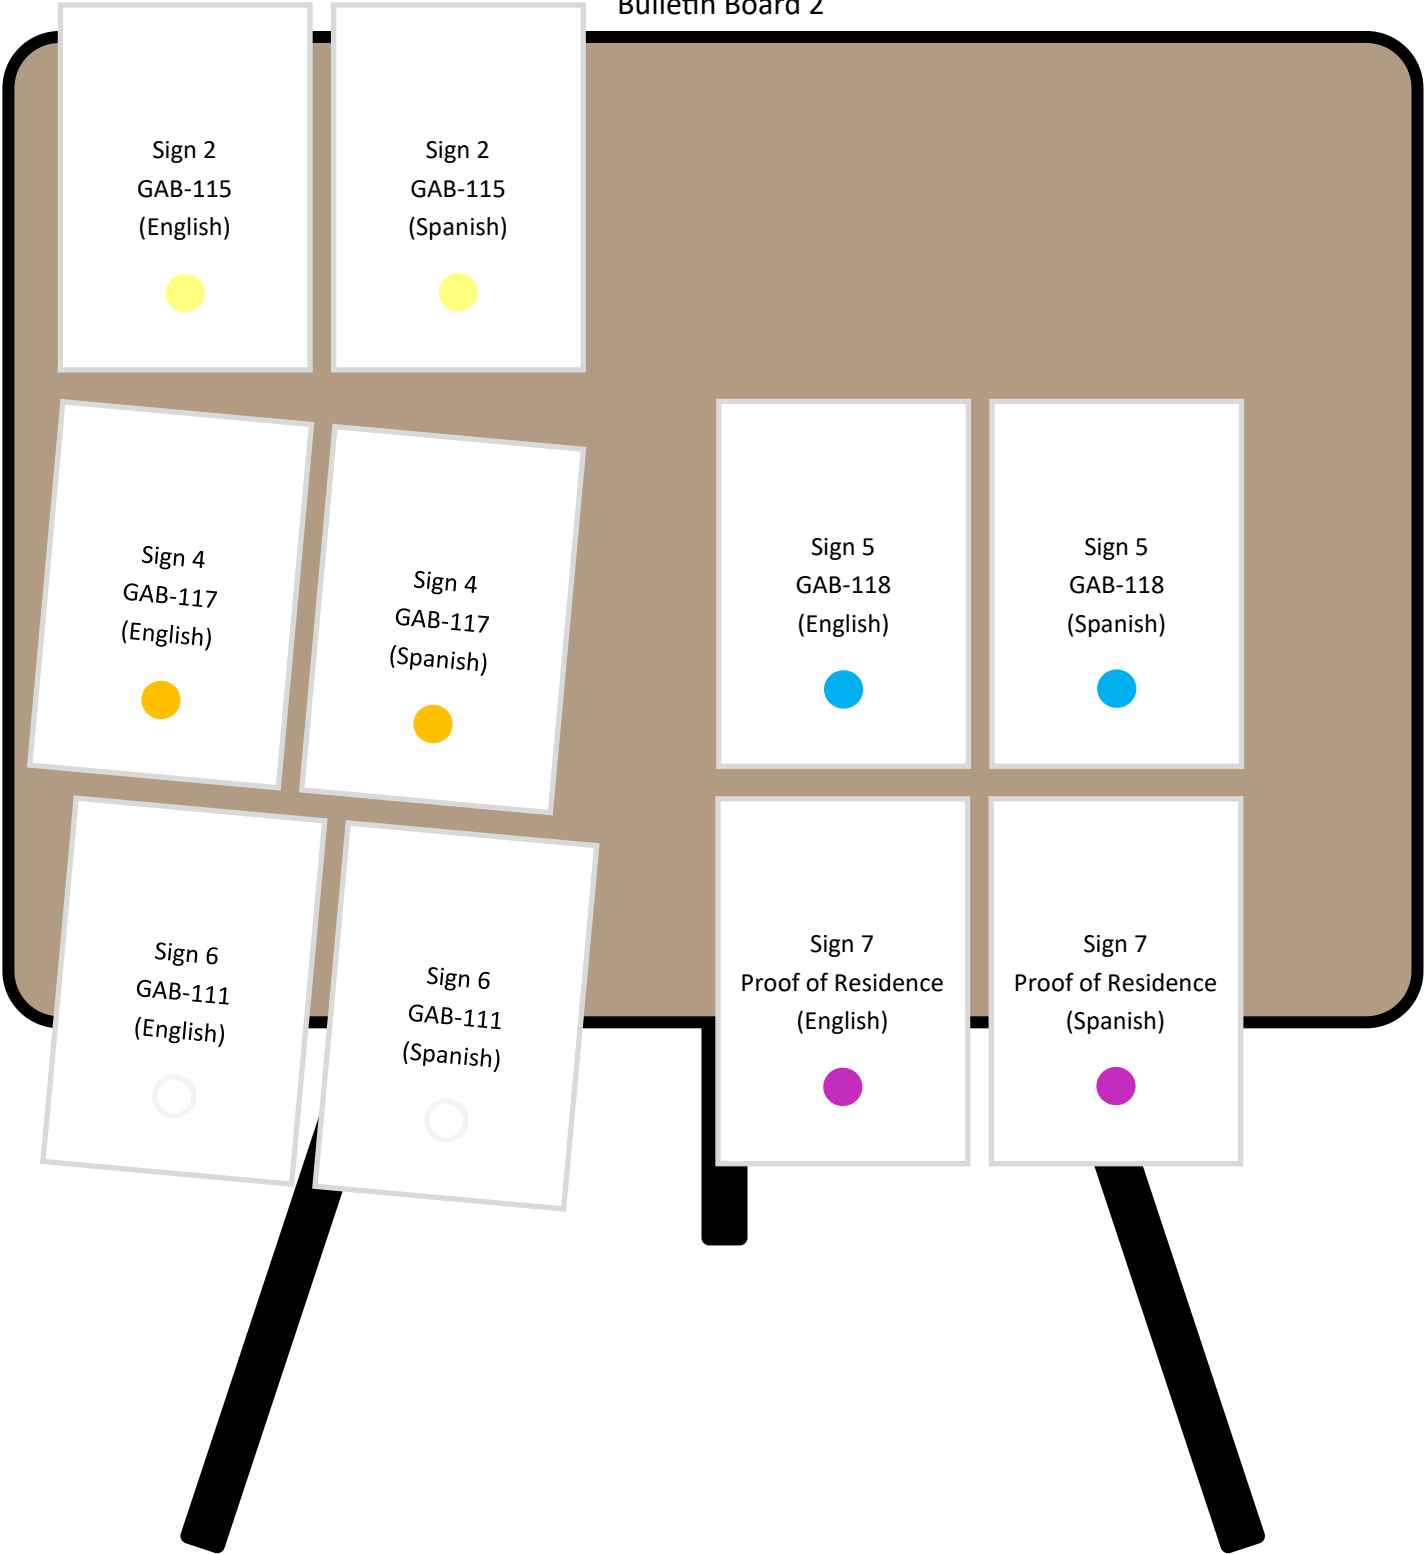 Bulletin Board 2
Sign 2
GAB-115
(English)
Sign 2
GAB-115
(Spanish)
Sign 4
GAB-117
(English)
Sign 4
GAB-117
(Spanish)
Sign 5
GAB-118
(English)
Sign 5
GAB-118
(Spanish)
Sign 6
GAB-111
(English)
Sign 6
GAB-111
(Spanish)
Sign 7
Proof of Residence
(English)
Sign 7
Proof of Residence
(Spanish)